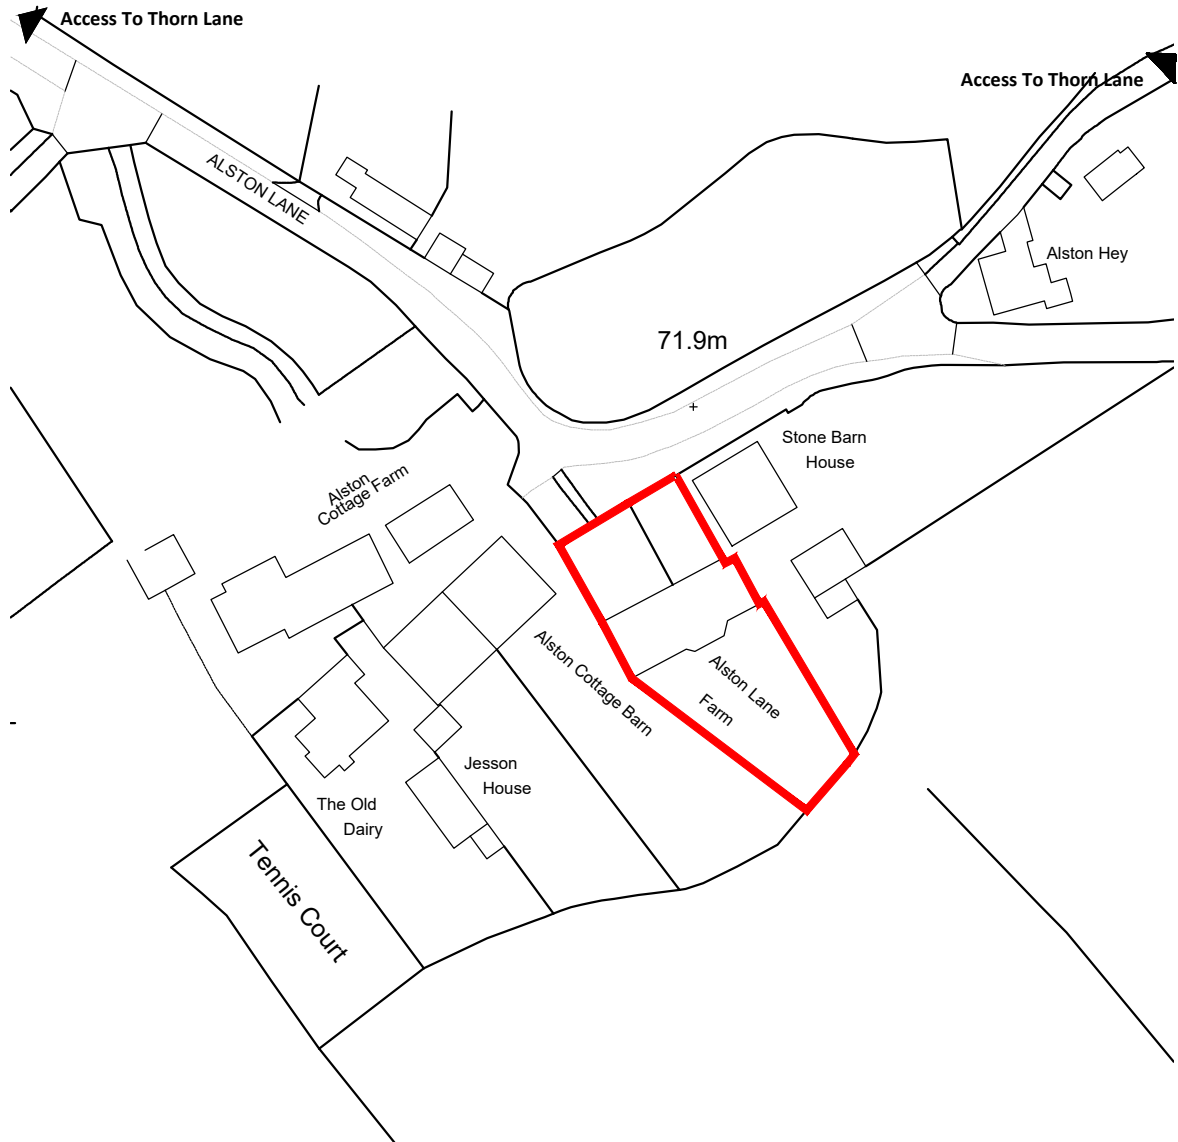 Access To Thorn Lane
Access To Thorn Lane
ALSTON LANE
Alston Hey
71.9m
Stone Barn
House
Alston
Cottage Farm
Alston Cottage Barn
Alston Lane
Farm
Jesson
House
The Old
Dairy
Tennis Court